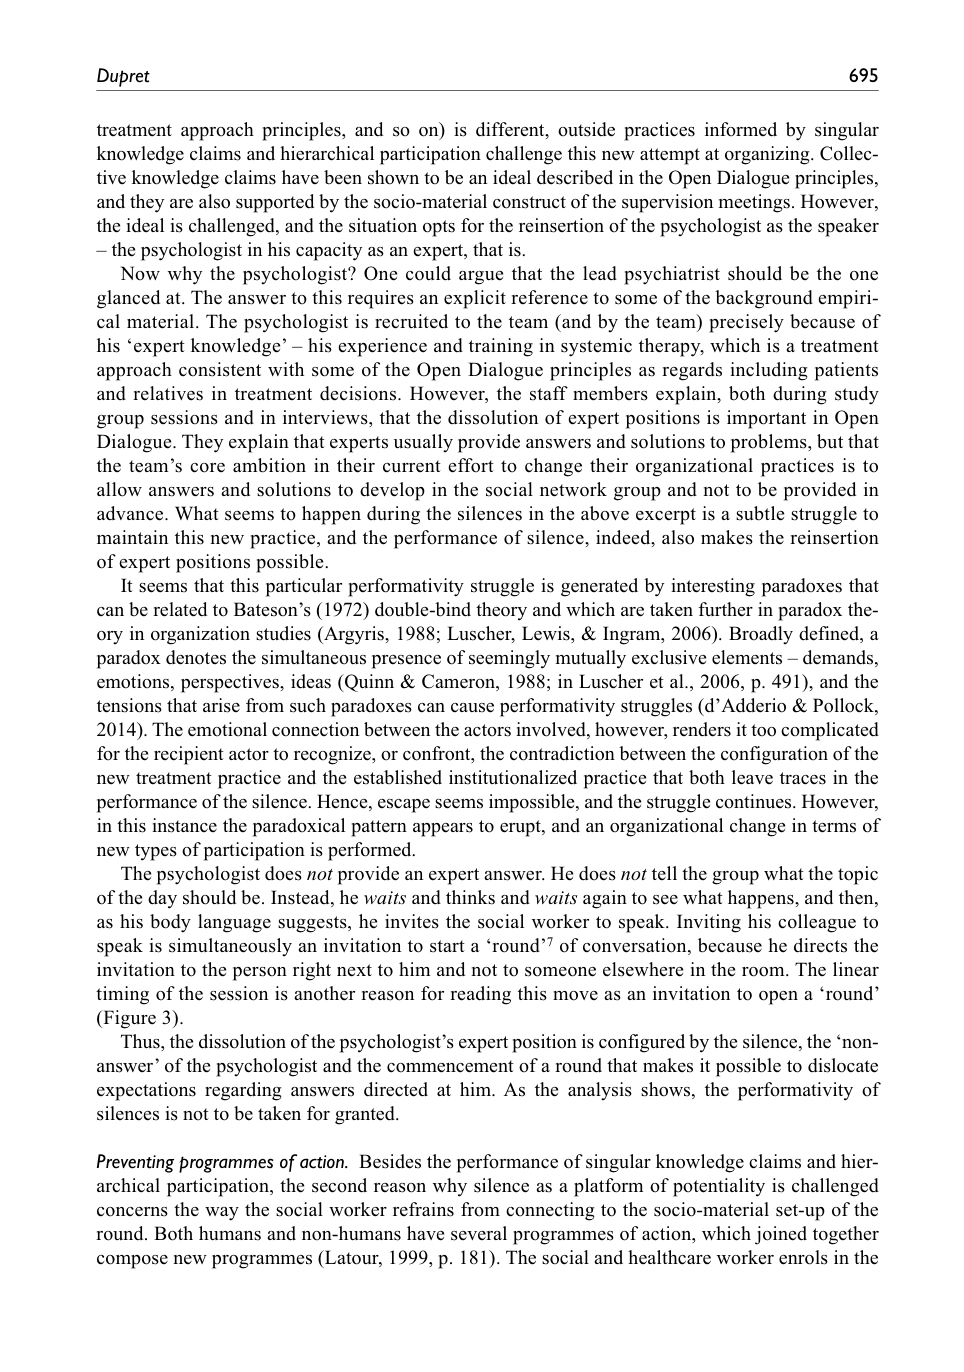 Dupret 695
treatment approach principles, and so on) is different, outside practices informed by singular
knowledge claims and hierarchical participation challenge this new attempt at organizing. Collec-
tive knowledge claims have been shown to be an ideal described in the Open Dialogue principles,
and they are also supported by the socio-material construct of the supervision meetings. However,
the ideal is challenged, and the situation opts for the reinsertion of the psychologist as the speaker
– the psychologist in his capacity as an expert, that is.
Now why the psychologist? One could argue that the lead psychiatrist should be the one
glanced at. The answer to this requires an explicit reference to some of the background empiri-
cal material. The psychologist is recruited to the team (and by the team) precisely because of
his ‘expert knowledge’ – his experience and training in systemic therapy, which is a treatment
approach consistent with some of the Open Dialogue principles as regards including patients
and relatives in treatment decisions. However, the staff members explain, both during study
group sessions and in interviews, that the dissolution of expert positions is important in Open
Dialogue. They explain that experts usually provide answers and solutions to problems, but that
the team’s core ambition in their current effort to change their organizational practices is to
allow answers and solutions to develop in the social network group and not to be provided in
advance. What seems to happen during the silences in the above excerpt is a subtle struggle to
maintain this new practice, and the performance of silence, indeed, also makes the reinsertion
of expert positions possible.
It seems that this particular performativity struggle is generated by interesting paradoxes that
can be related to Bateson’s (1972) double-bind theory and which are taken further in paradox the-
ory in organization studies (Argyris, 1988; Luscher, Lewis, & Ingram, 2006). Broadly defined, a
paradox denotes the simultaneous presence of seemingly mutually exclusive elements – demands,
emotions, perspectives, ideas (Quinn & Cameron, 1988; in Luscher et al., 2006, p. 491), and the
tensions that arise from such paradoxes can cause performativity struggles (d’Adderio & Pollock,
2014). The emotional connection between the actors involved, however, renders it too complicated
for the recipient actor to recognize, or confront, the contradiction between the configuration of the
new treatment practice and the established institutionalized practice that both leave traces in the
performance of the silence. Hence, escape seems impossible, and the struggle continues. However,
in this instance the paradoxical pattern appears to erupt, and an organizational change in terms of
new types of participation is performed.
The psychologist does not provide an expert answer. He does not tell the group what the topic
of the day should be. Instead, he waits and thinks and waits again to see what happens, and then,
as his body language suggests, he invites the social worker to speak. Inviting his colleague to
speak is simultaneously an invitation to start a ‘round’⁷ of conversation, because he directs the
invitation to the person right next to him and not to someone elsewhere in the room. The linear
timing of the session is another reason for reading this move as an invitation to open a ‘round’
(Figure 3).
Thus, the dissolution of the psychologist’s expert position is configured by the silence, the ‘non-
answer’ of the psychologist and the commencement of a round that makes it possible to dislocate
expectations regarding answers directed at him. As the analysis shows, the performativity of
silences is not to be taken for granted.
Preventing programmes of action. Besides the performance of singular knowledge claims and hier-
archical participation, the second reason why silence as a platform of potentiality is challenged
concerns the way the social worker refrains from connecting to the socio-material set-up of the
round. Both humans and non-humans have several programmes of action, which joined together
compose new programmes (Latour, 1999, p. 181). The social and healthcare worker enrols in the